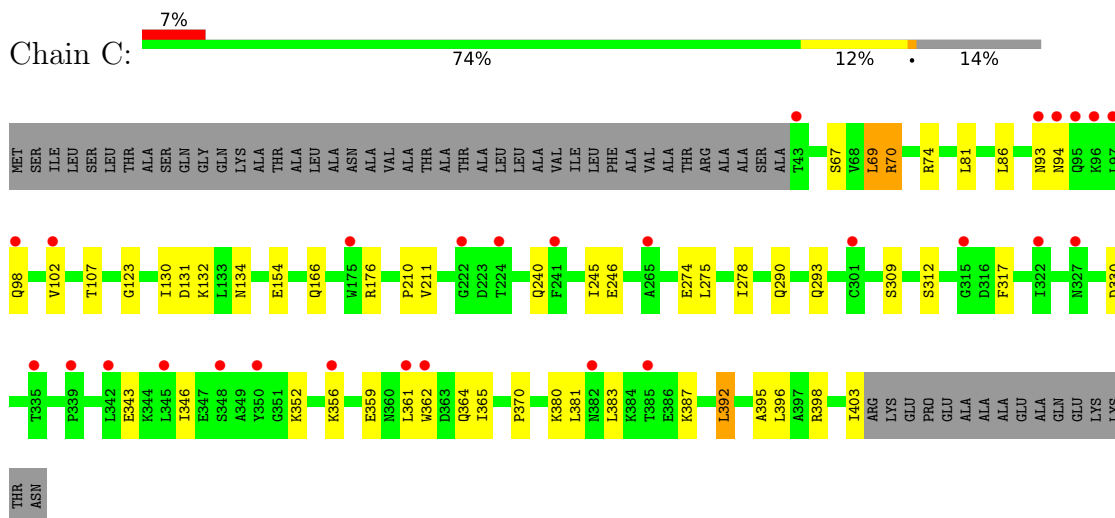 7%
Chain C:
74% 12% • 14%
MET SER ILE LEU SER LEU THR ALA SER GLN GLY GLN LYS ALA THR ALA LEU ALA ASN ALA VAL ALA THR ALA THR ALA LEU LEU ALA VAL ILE LEU PHE ALA VAL ALA THR ARG ALA ALA SER ALA T43 S67 V68 L69 R70 R74 L81 L86 N93 N94 Q95 K96 L97
Q98 V102 T107 G123 I130 D131 K132 L133 N134 E154 Q166 W175 R176 P210 V211 G222 D223 T224 Q240 F241 I245 E246 A265 E274 L275 I278 Q290 Q293 C301 S309 S312 G315 D316 F317 I322 N327 D330
T335 P339 L342 E343 K344 L345 I346 E347 S348 A349 Y350 G351 K352 K356 E359 N360 L361 W362 D363 Q364 I365 P370 K380 L381 N382 L383 K384 T385 E386 K387 L392 A395 L396 A397 R398 I403 ARG LYS GLU PRO GLU ALA ALA ALA GLU ALA GLN GLU LYS LYS
THR ASN